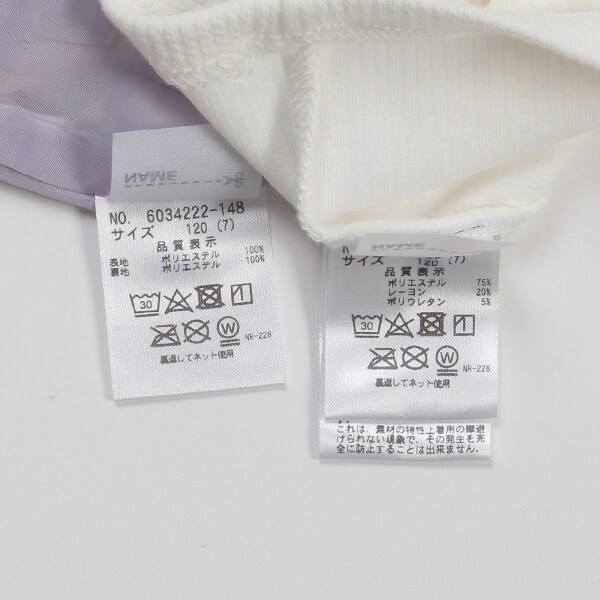 NAME
NO. 6034222-148
サイズ 120 (7)
品質表示
表地 ポリエステル 100%
裏地 ポリエステル 100%
30
W
裏返してネット使用
NR-228
NAME
サイズ 120 (7)
品質表示
ポリエステル 75%
レーヨン 20%
ポリウレタン 5%
30
W
裏返してネット使用
NR-228
これは、素材の特性上着用の際避
けられない現象で、その発生を完
全に防止することは出来ません。